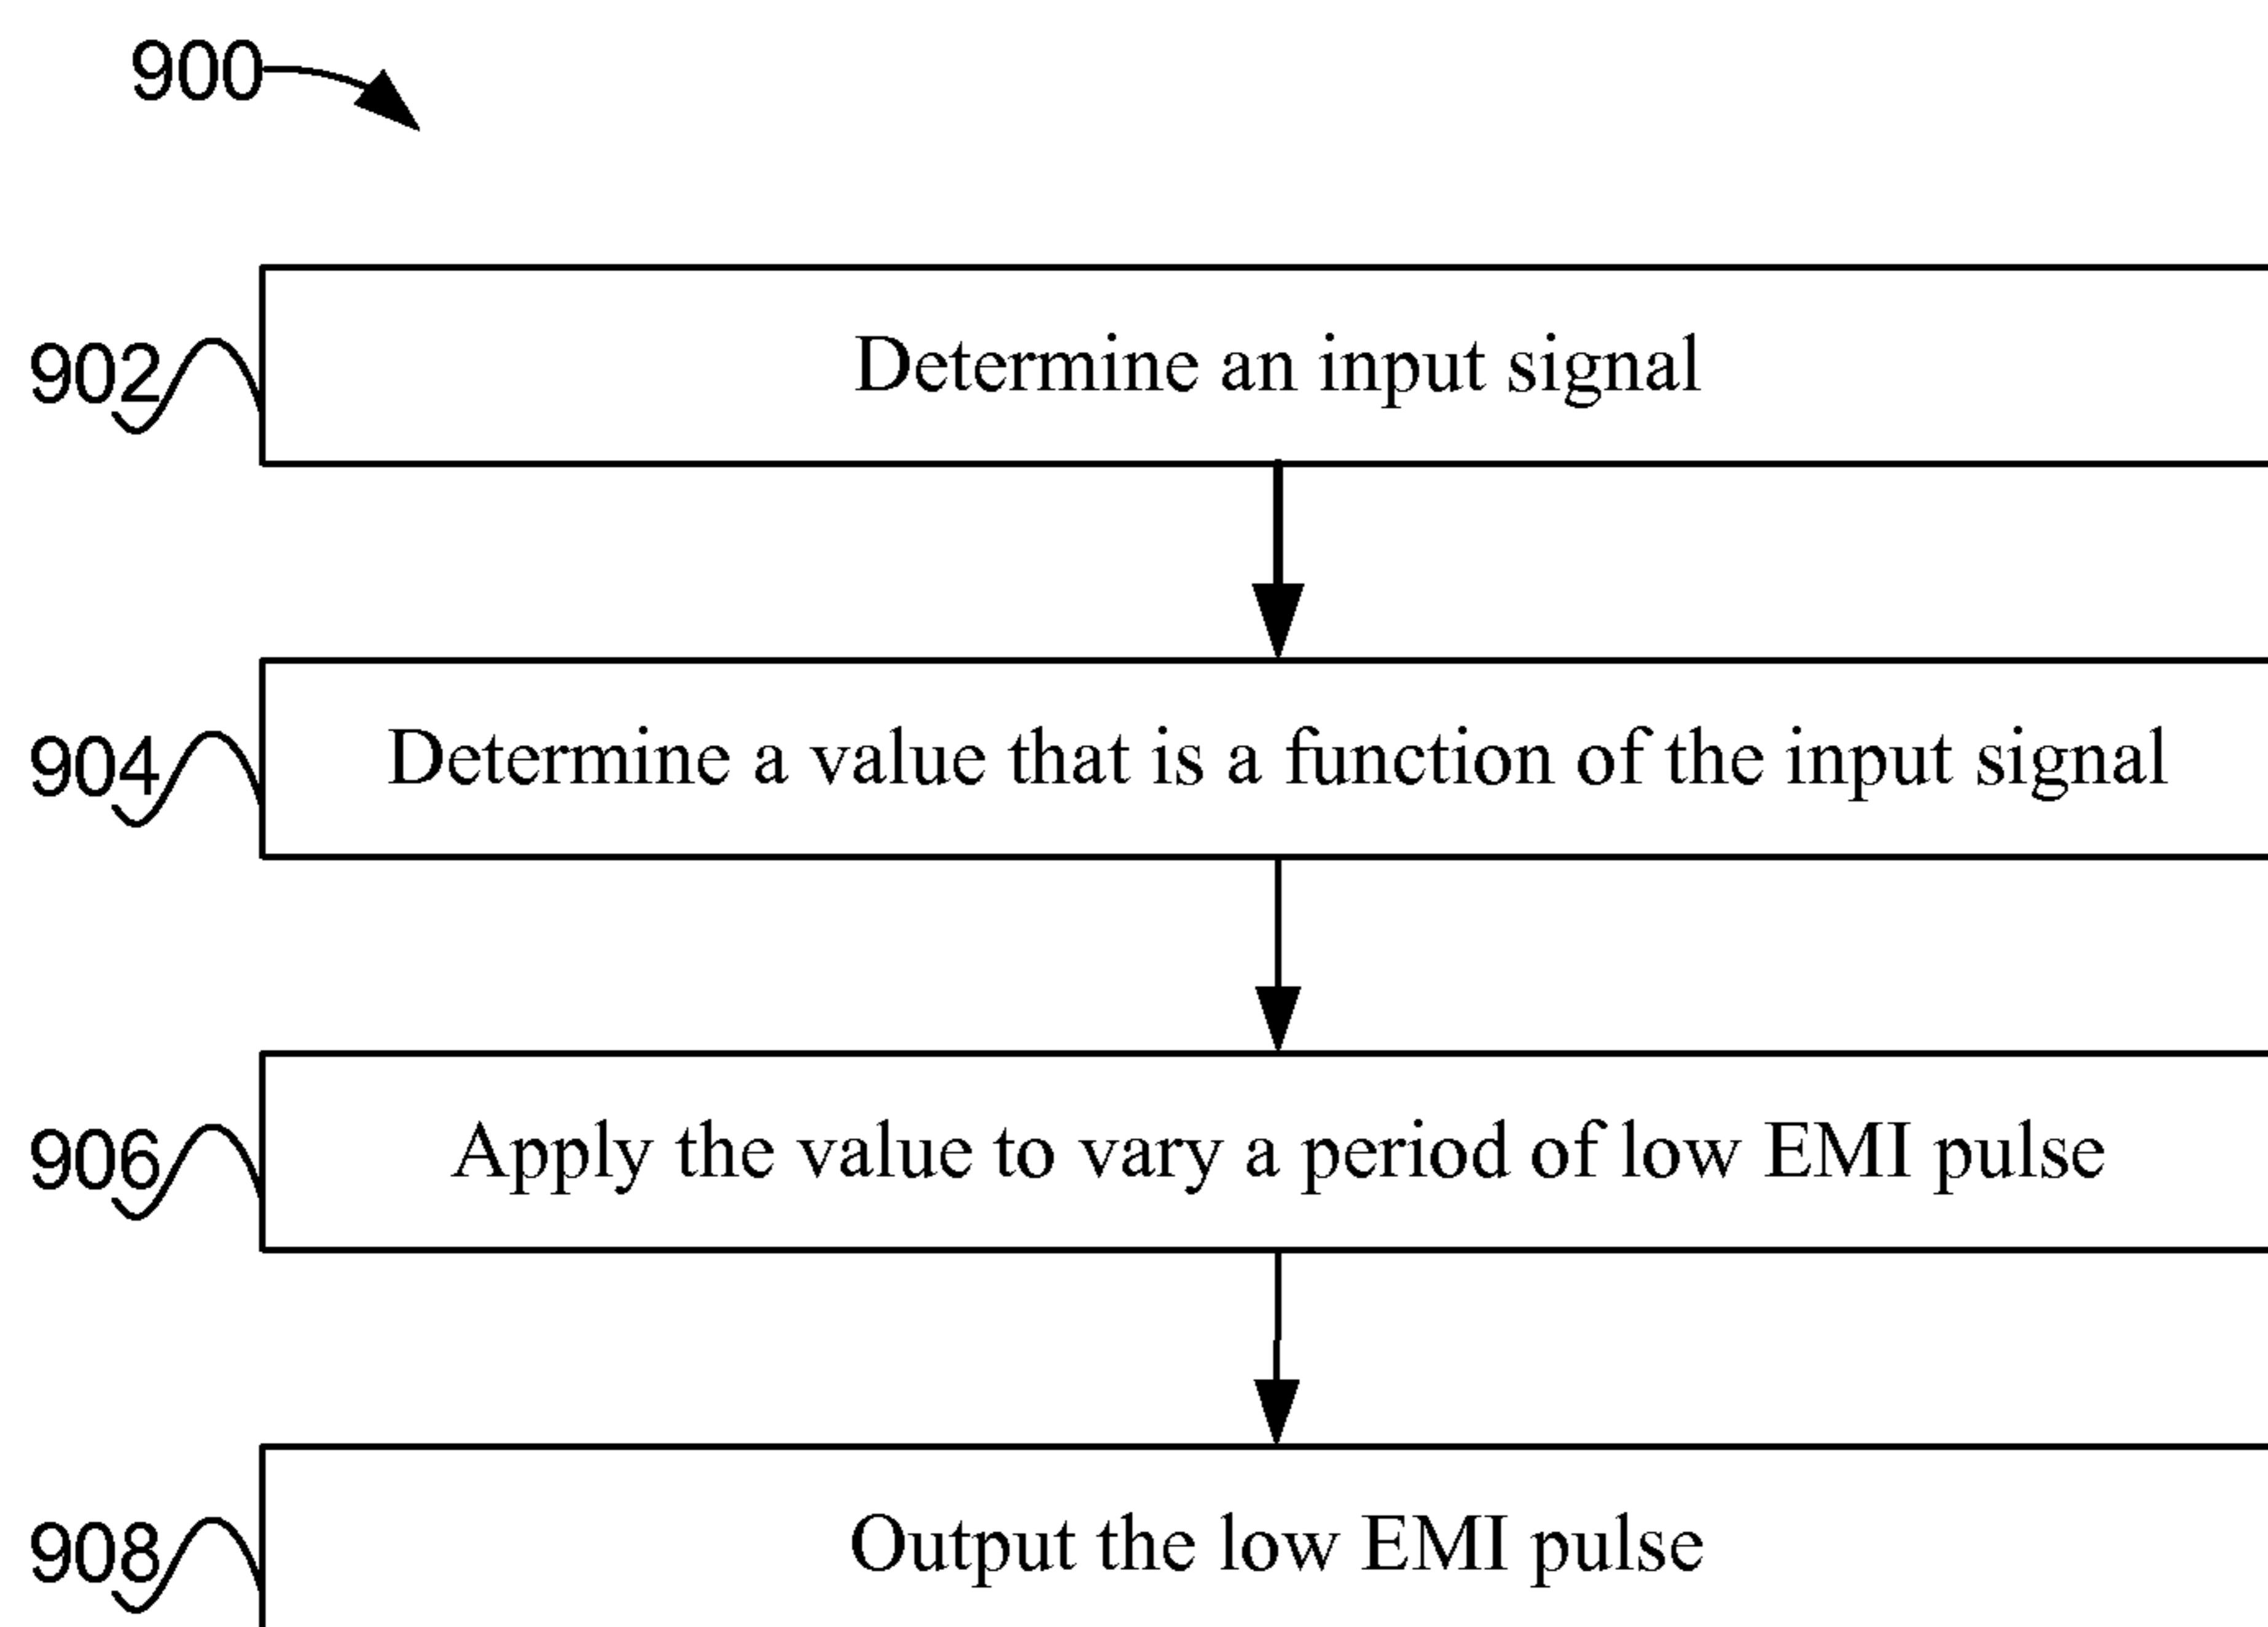 900
902
Determine an input signal
904
Determine a value that is a function of the input signal
906
Apply the value to vary a period of low EMI pulse
908
Output the low EMI pulse